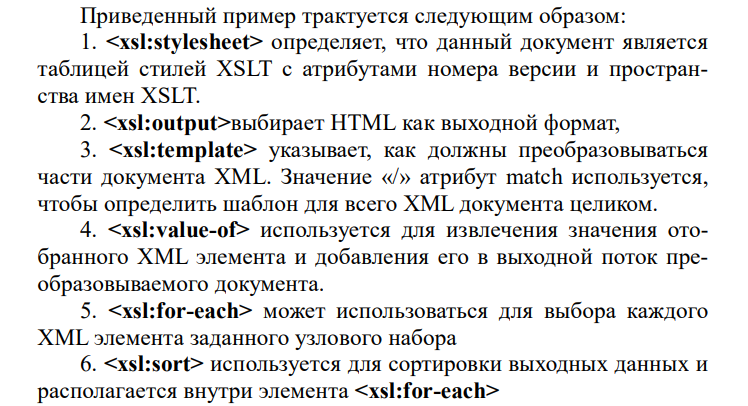 Приведенный пример трактуется следующим образом:
1. <xsl:stylesheet> определяет, что данный документ является
таблицей стилей XSLT с атрибутами номера версии и простран-
ства имен XSLT.
2. <xsl:output>выбирает HTML как выходной формат,
3. <xsl:template> указывает, как должны преобразовываться
части документа XML. Значение «/» атрибут match используется,
чтобы определить шаблон для всего XML документа целиком.
4. <xsl:value-of> используется для извлечения значения ото-
бранного XML элемента и добавления его в выходной поток пре-
образовываемого документа.
5. <xsl:for-each> может использоваться для выбора каждого
XML элемента заданного узлового набора
6. <xsl:sort> используется для сортировки выходных данных и
располагается внутри элемента <xsl:for-each>